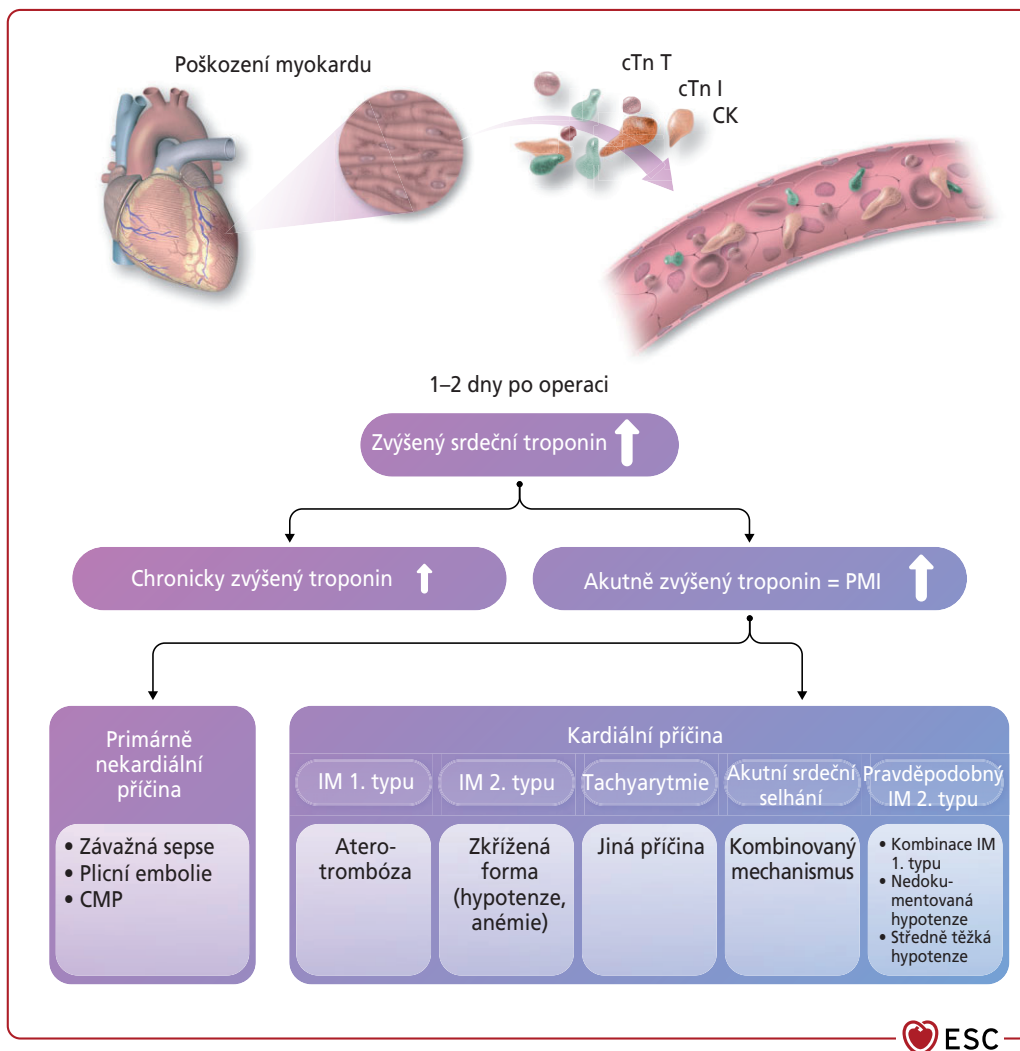 Poškození myokardu
cTn T
cTn I
CK
1–2 dny po operaci
Zvýšený srdeční troponin
Chronicky zvýšený troponin
Akutně zvýšený troponin = PMI
Primárně
nekardiální
příčina
• Závažná sepse
• Plicní embolie
• CMP
Kardiální příčina
IM 1. typu
Atero-
trombóza
IM 2. typu
Zkřížená
forma
(hypotenze,
anémie)
Tachyarytmie
Jiná příčina
Akutní srdeční
selhání
Kombinovaný
mechanismus
Pravděpodobný
IM 2. typu
• Kombinace IM
1. typu
• Nedoku-
mentovaná
hypotenze
• Středně těžká
hypotenze
ESC